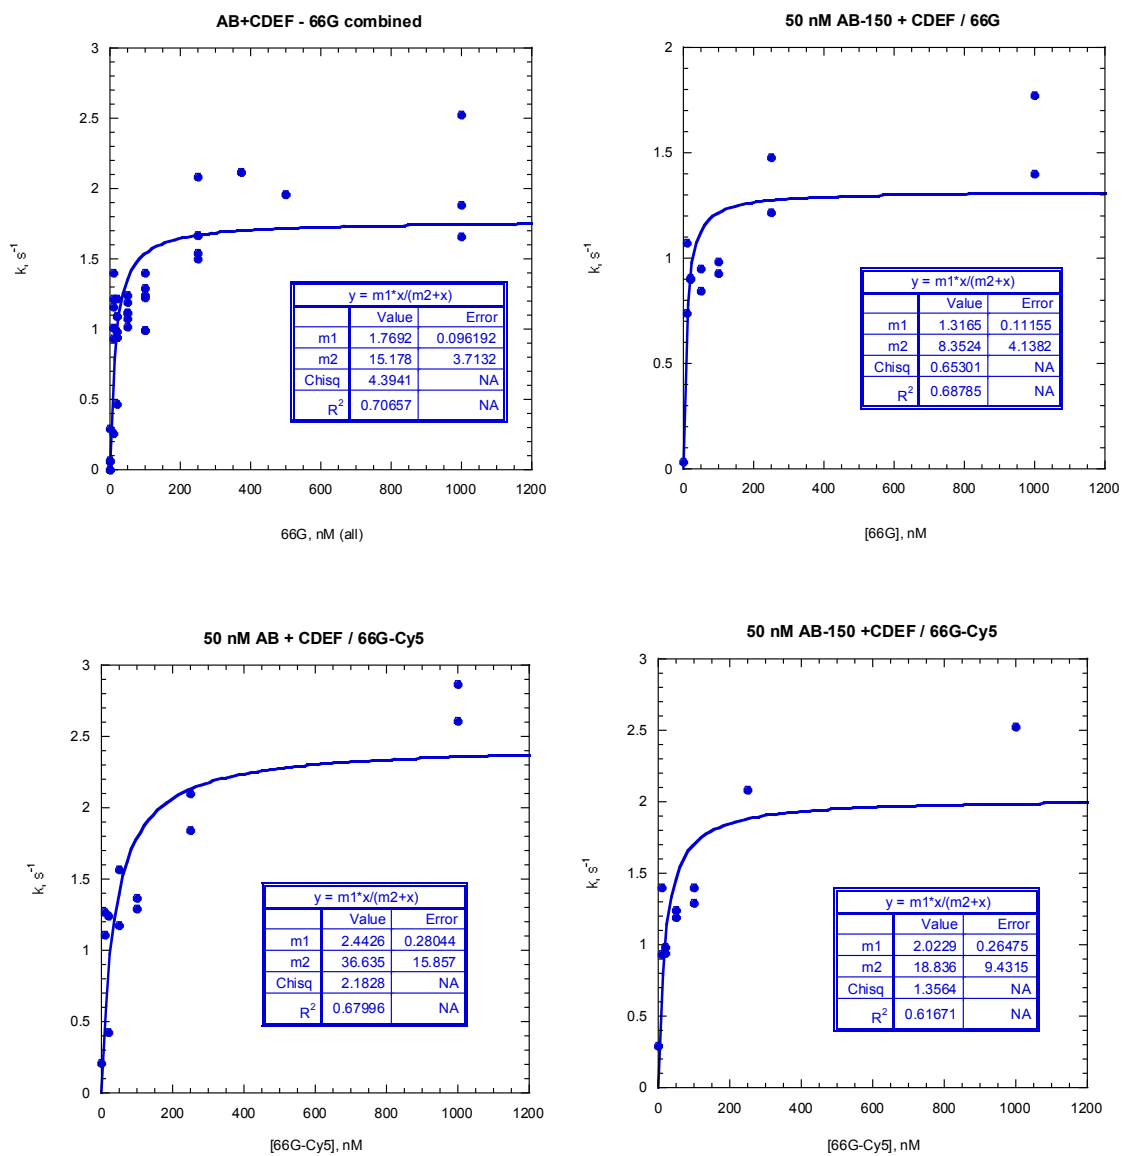 AB+CDEF - 66G combined
3
2.5
2
1.5
1
0.5
0
k, s-1
0 200 400 600 800 1000 1200
66G, nM (all)
y = m1*x/(m2+x)
Value Error
m1 1.7692 0.096192
m2 15.178 3.7132
Chisq 4.3941 NA
R2 0.70657 NA
50 nM AB-150 + CDEF / 66G
2
1.5
1
0.5
0
k, s-1
0 200 400 600 800 1000 1200
[66G], nM
y = m1*x/(m2+x)
Value Error
m1 1.3165 0.11155
m2 8.3524 4.1382
Chisq 0.65301 NA
R2 0.68785 NA
50 nM AB + CDEF / 66G-Cy5
3
2.5
2
1.5
1
0.5
0
k, s-1
0 200 400 600 800 1000 1200
[66G-Cy5], nM
y = m1*x/(m2+x)
Value Error
m1 2.4426 0.28044
m2 36.635 15.857
Chisq 2.1828 NA
R2 0.67996 NA
50 nM AB-150 +CDEF / 66G-Cy5
3
2.5
2
1.5
1
0.5
0
k, s-1
0 200 400 600 800 1000 1200
[66G-Cy5], nM
y = m1*x/(m2+x)
Value Error
m1 2.0229 0.26475
m2 18.836 9.4315
Chisq 1.3564 NA
R2 0.61671 NA